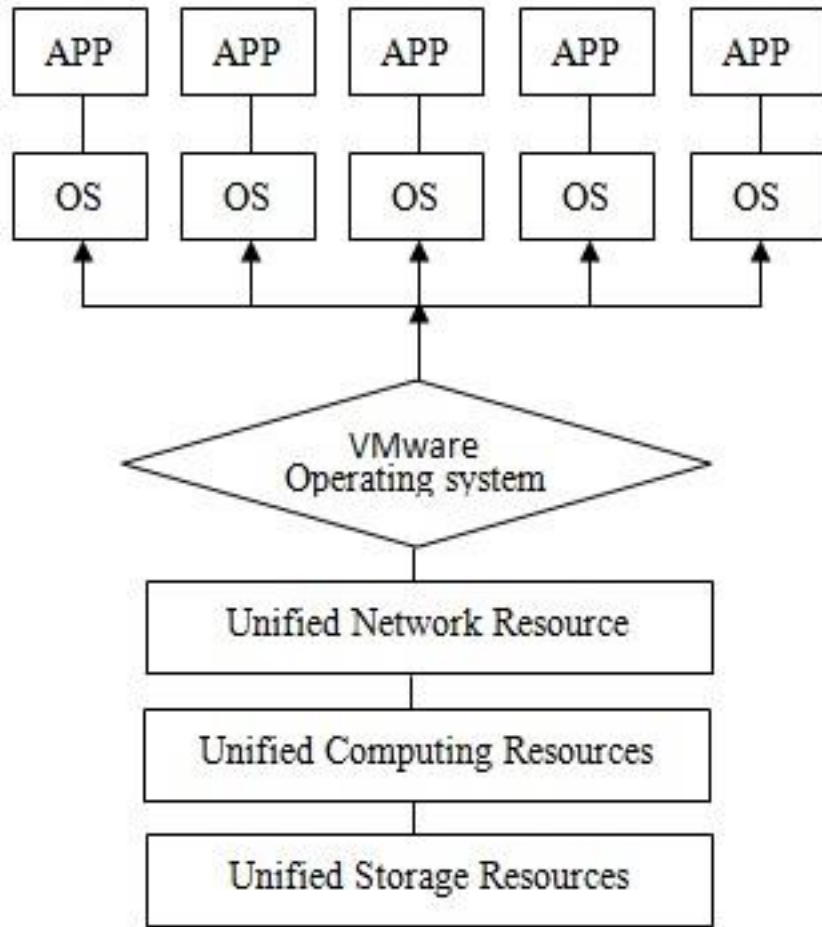 APP APP APP APP APP
OS OS OS OS OS
VMware
Operating system
Unified Network Resource
Unified Computing Resources
Unified Storage Resources